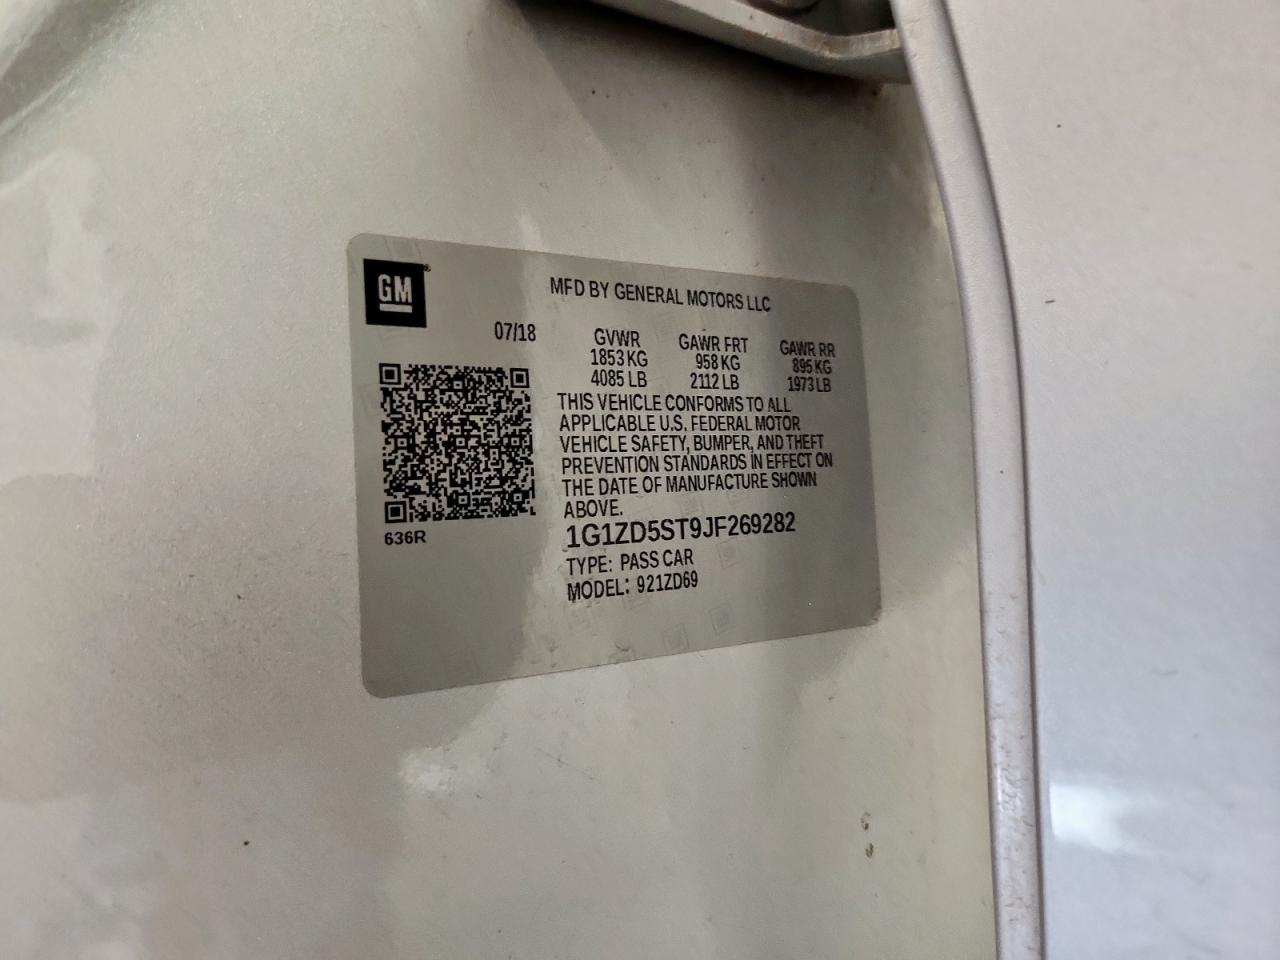 GM®
MFD BY GENERAL MOTORS LLC
07/18
GVWR GAWR FRT GAWR RR
1853 KG 958 KG 895 KG
4085 LB 2112 LB 1973 LB
THIS VEHICLE CONFORMS TO ALL
APPLICABLE U.S. FEDERAL MOTOR
VEHICLE SAFETY, BUMPER, AND THEFT
PREVENTION STANDARDS IN EFFECT ON
THE DATE OF MANUFACTURE SHOWN
ABOVE.
636R
1G1ZD5ST9JF269282
TYPE: PASS CAR
MODEL: 921ZD69